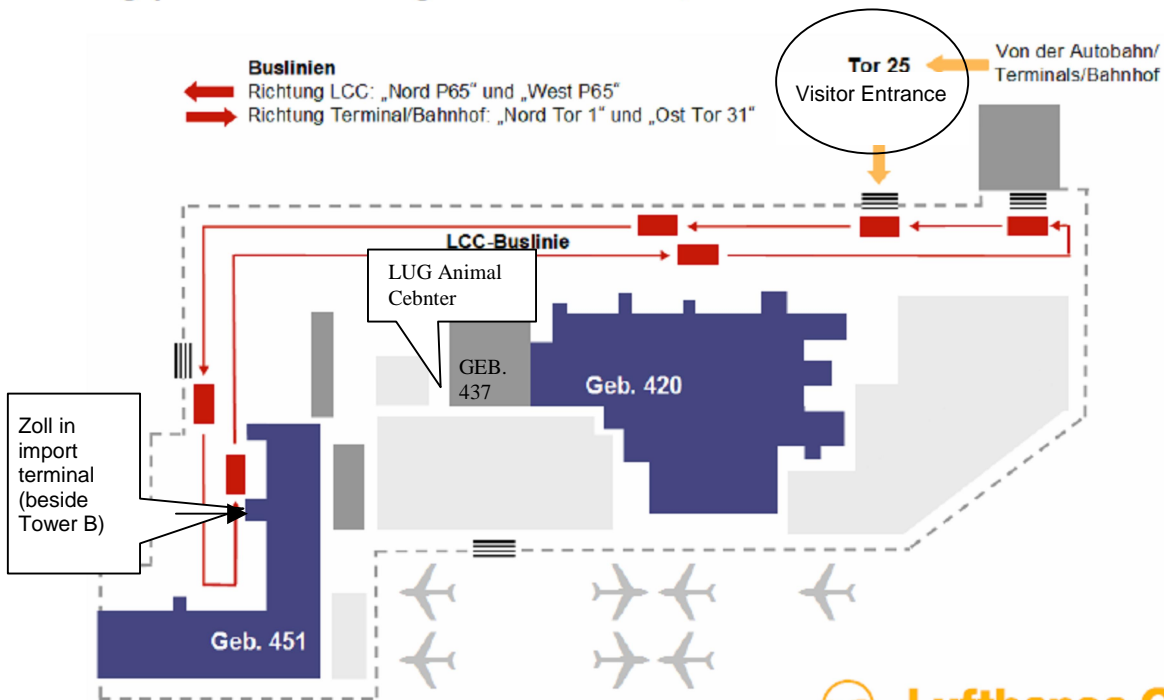 Buslinien
Richtung LCC: „Nord P65" und „West P65"
Richtung Terminal/Bahnhof: „Nord Tor 1" und „Ost Tor 31"
Tor 25
Visitor Entrance
Von der Autobahn/
Terminals/Bahnhof
LCC-Buslinie
LUG Animal
Cebnter
GEB.
437
Geb. 420
Zoll in
import
terminal
(beside
Tower B)
Geb. 451